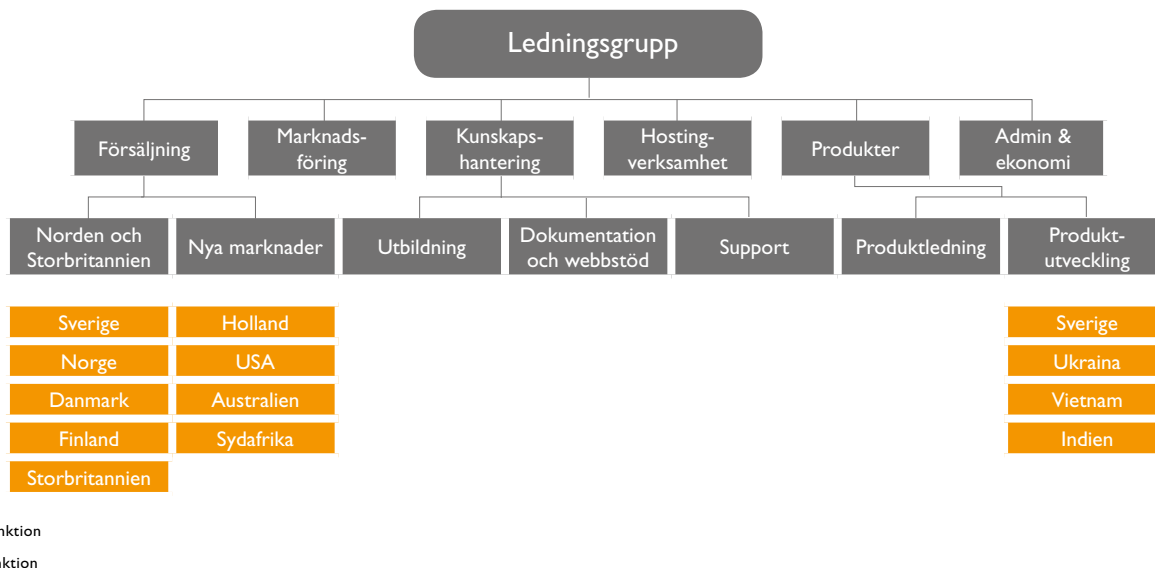 Ledningsgrupp
Försäljning
Marknads-
föring
Kunskaps-
hantering
Hosting-
verksamhet
Produkter
Admin &
ekonomi
Norden och
Storbritannien
Nya marknader
Utbildning
Dokumentation
och webbstöd
Support
Produktledning
Produkt-
utveckling
Sverige
Norge
Danmark
Finland
Storbritannien
Holland
USA
Australien
Sydafrika
Sverige
Ukraina
Vietnam
Indien